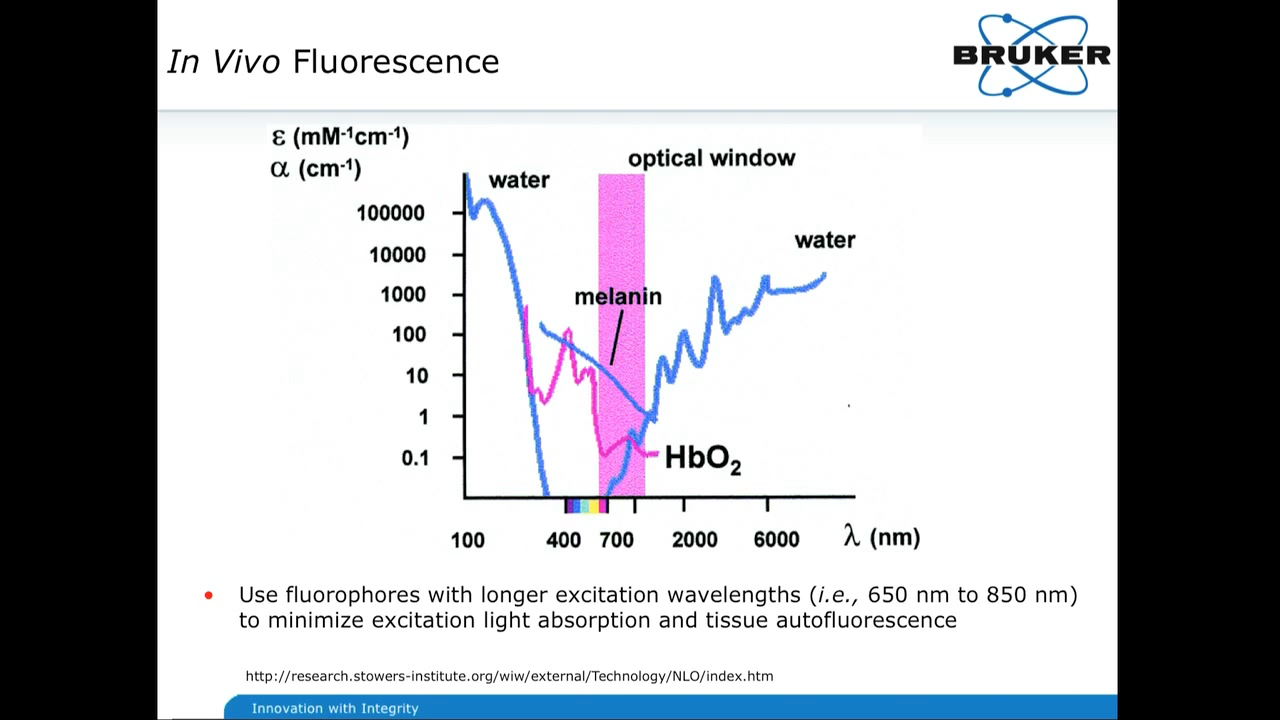 In Vivo Fluorescence
BRUKER
ε (mM-1cm-1)
α (cm-1)
optical window
water
100000
water
10000
1000
melanin
100
10
1
0.1
HbO2
100
400
700
2000
6000
λ (nm)
• Use fluorophores with longer excitation wavelengths (i.e., 650 nm to 850 nm)
to minimize excitation light absorption and tissue autofluorescence
http://research.stowers-institute.org/wiw/external/Technology/NLO/index.htm
Innovation with Integrity